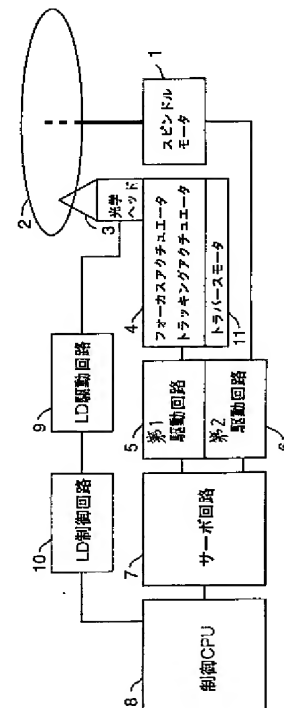 2
1
スピンドル
モータ
3
光学
ヘッド
4
フォーカスアクチュエータ
トラッキングアクチュエータ
トラバースモータ
11
9
LD駆動回路
10
LD制御回路
5
第1
駆動回路
第2
駆動回路
6
7
サーボ回路
8
制御CPU